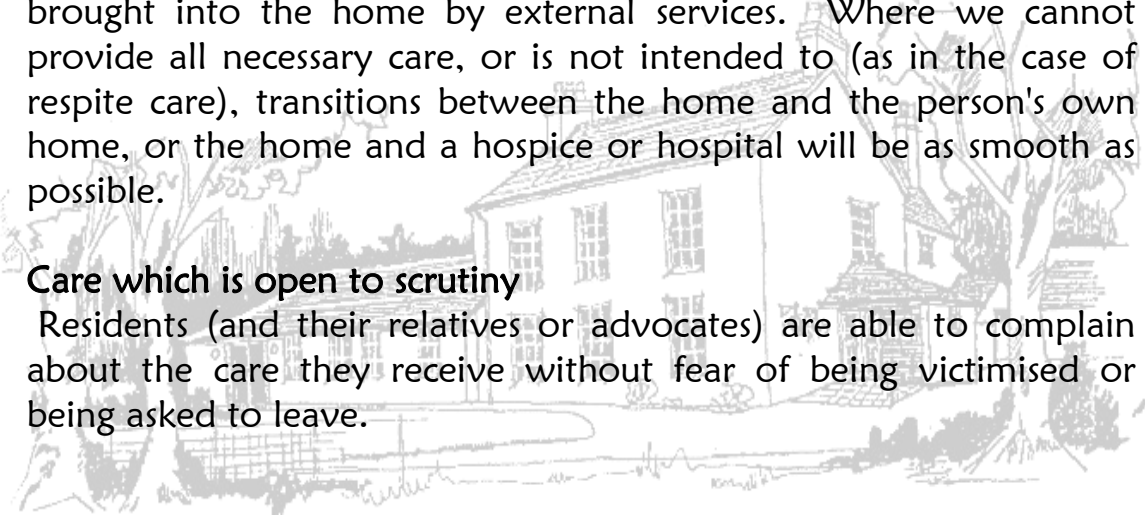 brought into the home by external services. Where we cannot
provide all necessary care, or is not intended to (as in the case of
respite care), transitions between the home and the person's own
home, or the home and a hospice or hospital will be as smooth as
possible.
Care which is open to scrutiny
Residents (and their relatives or advocates) are able to complain
about the care they receive without fear of being victimised or
being asked to leave.